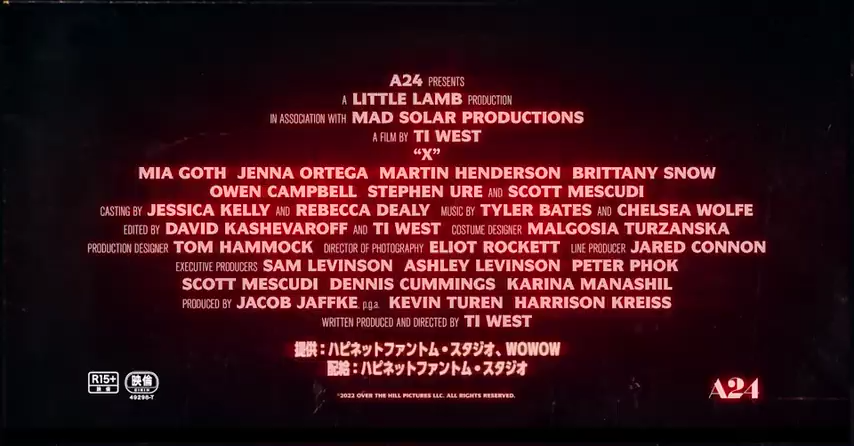 A24 PRESENTS
A LITTLE LAMB PRODUCTION
IN ASSOCIATION WITH MAD SOLAR PRODUCTIONS
A FILM BY TI WEST
“X”
MIA GOTH JENNA ORTEGA MARTIN HENDERSON BRITTANY SNOW
OWEN CAMPBELL STEPHEN URE AND SCOTT MESCUDI
CASTING BY JESSICA KELLY AND REBECCA DEALY MUSIC BY TYLER BATES AND CHELSEA WOLFE
EDITED BY DAVID KASHEVAROFF AND TI WEST COSTUME DESIGNER MALGOSIA TURZANSKA
PRODUCTION DESIGNER TOM HAMMOCK DIRECTOR OF PHOTOGRAPHY ELIOT ROCKETT LINE PRODUCER JARED CONNON
EXECUTIVE PRODUCERS SAM LEVINSON ASHLEY LEVINSON PETER PHOK
SCOTT MESCUDI DENNIS CUMMINGS KARINA MANASHIL
PRODUCED BY JACOB JAFFKE, p.g.a. KEVIN TUREN HARRISON KREISS
WRITTEN PRODUCED AND DIRECTED BY TI WEST
提供：ハピネットファントム・スタジオ、WOWOW
配給：ハピネットファントム・スタジオ
R15+
映倫
映倫
EIRIN
49298-T
A24
©2022 OVER THE HILL PICTURES LLC. ALL RIGHTS RESERVED.